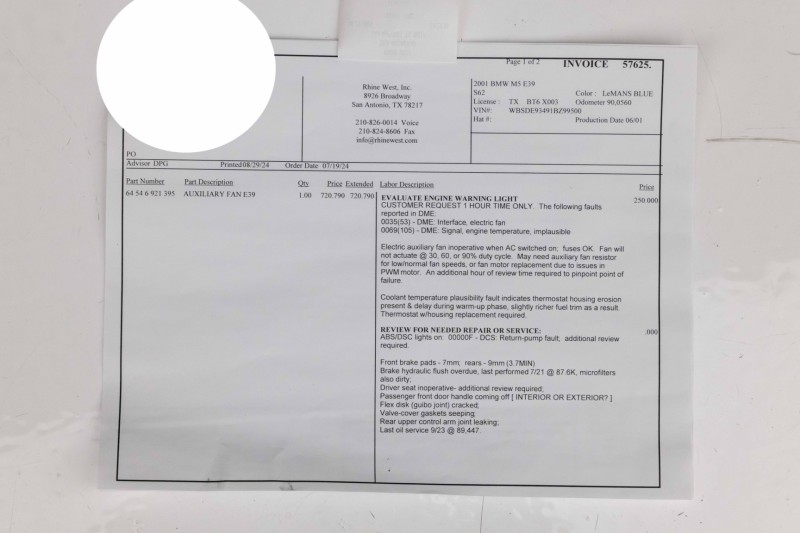 Page 1 of 2 INVOICE 57625.
Rhine West, Inc.
8926 Broadway
San Antonio, TX 78217
210-826-0014 Voice
210-824-8606 Fax
info@rhinewest.com
2001 BMW M5 E39
S62 Color : LeMANS BLUE
License : TX BT6 X003 Odometer 90,0560
VIN#: WBSDE93491BZ99500
Hat #: Production Date 06/01
PO
Advisor DPG Printed 08/29/24 Order Date 07/19/24
Part Number Part Description Qty Price Extended Labor Description Price
64 54 6 921 395 AUXILIARY FAN E39 1.00 720.790 720.790
EVALUATE ENGINE WARNING LIGHT 250.000
CUSTOMER REQUEST 1 HOUR TIME ONLY. The following faults
reported in DME:
0035(53) - DME: Interface, electric fan
0069(105) - DME: Signal, engine temperature, implausible
Electric auxiliary fan inoperative when AC switched on; fuses OK. Fan will
not actuate @ 30, 60, or 90% duty cycle. May need auxiliary fan resistor
for low/normal fan speeds, or fan motor replacement due to issues in
PWM motor. An additional hour of review time required to pinpoint point of
failure.
Coolant temperature plausibility fault indicates thermostat housing erosion
present & delay during warm-up phase, slightly richer fuel trim as a result.
Thermostat w/housing replacement required.
REVIEW FOR NEEDED REPAIR OR SERVICE: .000
ABS/DSC lights on: 00000F - DCS: Return-pump fault; additional review
required.
Front brake pads - 7mm; rears - 9mm (3.7MIN)
Brake hydraulic flush overdue, last performed 7/21 @ 87.6K, microfilters
also dirty;
Driver seat inoperative- additional review required;
Passenger front door handle coming off [ INTERIOR OR EXTERIOR? ]
Flex disk (guibo joint) cracked;
Valve-cover gaskets seeping;
Rear upper control arm joint leaking;
Last oil service 9/23 @ 89,447.